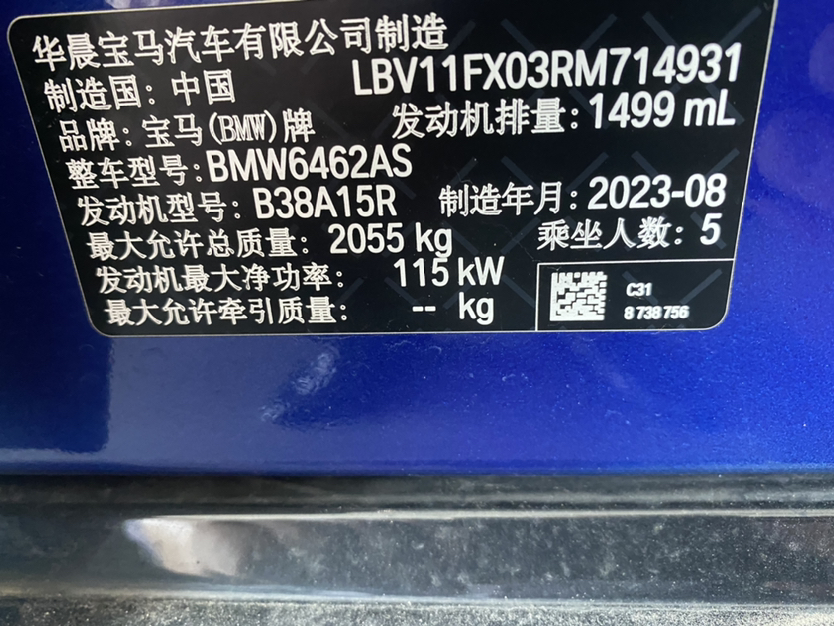 华晨宝马汽车有限公司制造
制造国：中国 LBV11FX03RM714931
品牌：宝马(BMW)牌 发动机排量：1499 mL
整车型号：BMW6462AS
发动机型号：B38A15R 制造年月：2023-08
最大允许总质量：2055 kg 乘坐人数：5
发动机最大净功率：115 kW
最大允许牵引质量：-- kg
C31
8 738 756